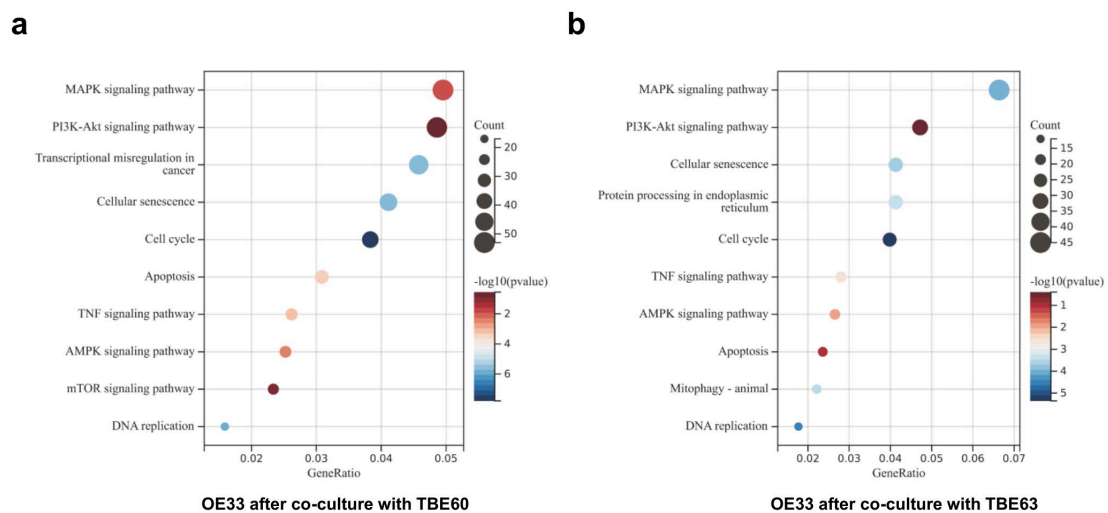 a
MAPK signaling pathway
PI3K-Akt signaling pathway
Transcriptional misregulation in
cancer
Cellular senescence
Cell cycle
Apoptosis
TNF signaling pathway
AMPK signaling pathway
mTOR signaling pathway
DNA replication
0.02 0.03 0.04 0.05
GeneRatio
Count
20
30
40
50
-log10(pvalue)
2
4
6
OE33 after co-culture with TBE60
b
MAPK signaling pathway
PI3K-Akt signaling pathway
Cellular senescence
Protein processing in endoplasmic
reticulum
Cell cycle
TNF signaling pathway
AMPK signaling pathway
Apoptosis
Mitophagy - animal
DNA replication
0.02 0.03 0.04 0.05 0.06 0.07
GeneRatio
Count
15
20
25
30
35
40
45
-log10(pvalue)
1
2
3
4
5
OE33 after co-culture with TBE63